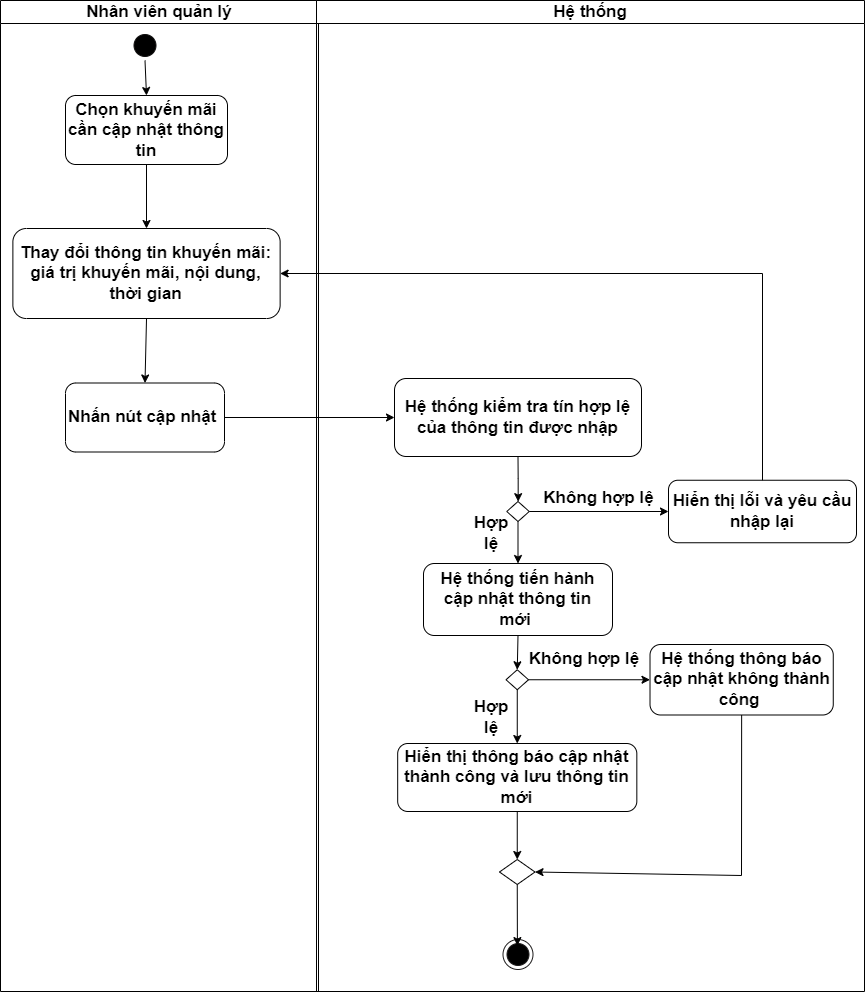 Nhân viên quản lý
Hệ thống
Chọn khuyến mãi
cần cập nhật thông
tin
Thay đổi thông tin khuyến mãi:
giá trị khuyến mãi, nội dung,
thời gian
Nhấn nút cập nhật
Hệ thống kiểm tra tín hợp lệ
của thông tin được nhập
Không hợp lệ
Hiển thị lỗi và yêu cầu
nhập lại
Hợp
lệ
Hệ thống tiến hành
cập nhật thông tin
mới
Không hợp lệ
Hệ thống thông báo
cập nhật không thành
công
Hợp
lệ
Hiển thị thông báo cập nhật
thành công và lưu thông tin
mới